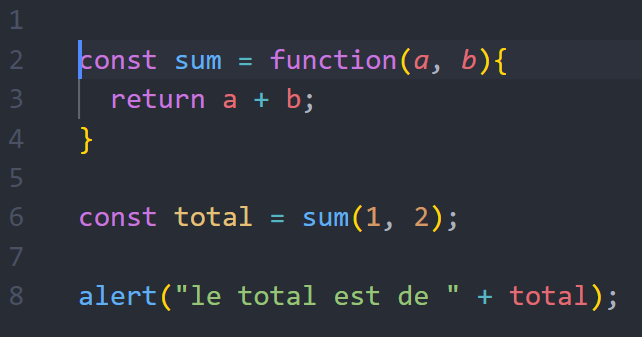 1
2 const sum = function(a, b){
3 return a + b;
4 }
5
6 const total = sum(1, 2);
7
8 alert("le total est de " + total);